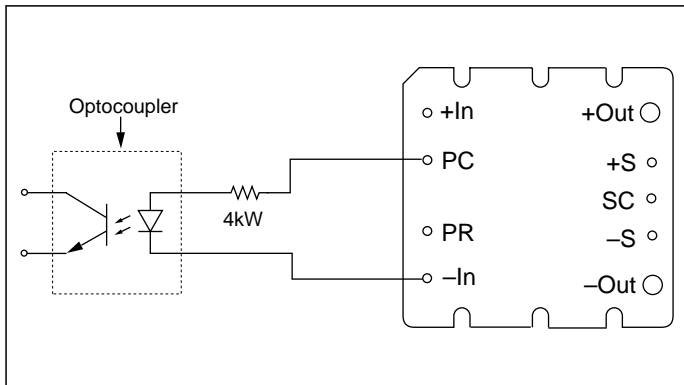 Optocoupler
4kW
+In
PC
PR
–In
+Out
+S
SC
–S
–Out